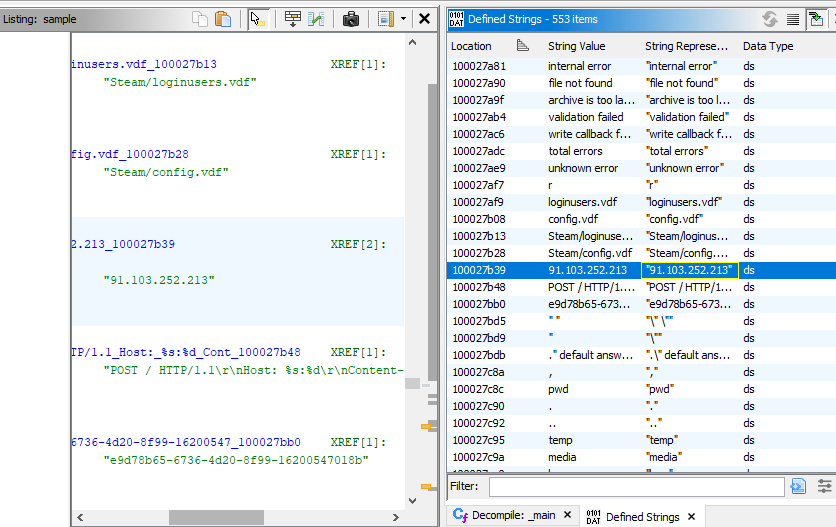 Listing: sample
inusers.vdf_100027b13 XREF[1]:
"Steam/loginusers.vdf"
fig.vdf_100027b28 XREF[1]:
"Steam/config.vdf"
2.213_100027b39 XREF[2]:
"91.103.252.213"
TP/1.1_Host:_%s:%d_Cont_100027b48 XREF[1]:
"POST / HTTP/1.1\r\nHost: %s:%d\r\nContent-
6736-4d20-8f99-16200547_100027bb0 XREF[1]:
"e9d78b65-6736-4d20-8f99-16200547018b"
0101
DAT
Defined Strings - 553 items
Location String Value String Represe... Data Type
100027a81 internal error "internal error" ds
100027a90 file not found "file not found" ds
100027a9f archive is too la... "archive is too l... ds
100027ab4 validation failed "validation failed" ds
100027ac6 write callback f... "write callback f... ds
100027adc total errors "total errors" ds
100027ae9 unknown error "unknown error" ds
100027af7 r "r" ds
100027af9 loginusers.vdf "loginusers.vdf" ds
100027b08 config.vdf "config.vdf" ds
100027b13 Steam/loginuse... "Steam/loginus... ds
100027b28 Steam/config.vdf "Steam/config.... ds
100027b39 91.103.252.213 "91.103.252.213" ds
100027b48 POST / HTTP/1.... "POST / HTTP/1... ds
100027bb0 e9d78b65-673... "e9d78b65-673... ds
100027bd5 " " "\" \"" ds
100027bd9 " "\"" ds
100027bdb ." default answ... ".\" default ans... ds
100027c8a , "," ds
100027c8c pwd "pwd" ds
100027c90 . "." ds
100027c92 .. ".." ds
100027c95 temp "temp" ds
100027c9a media "media" ds
Filter:
Decompile: _main
0101
DAT
Defined Strings